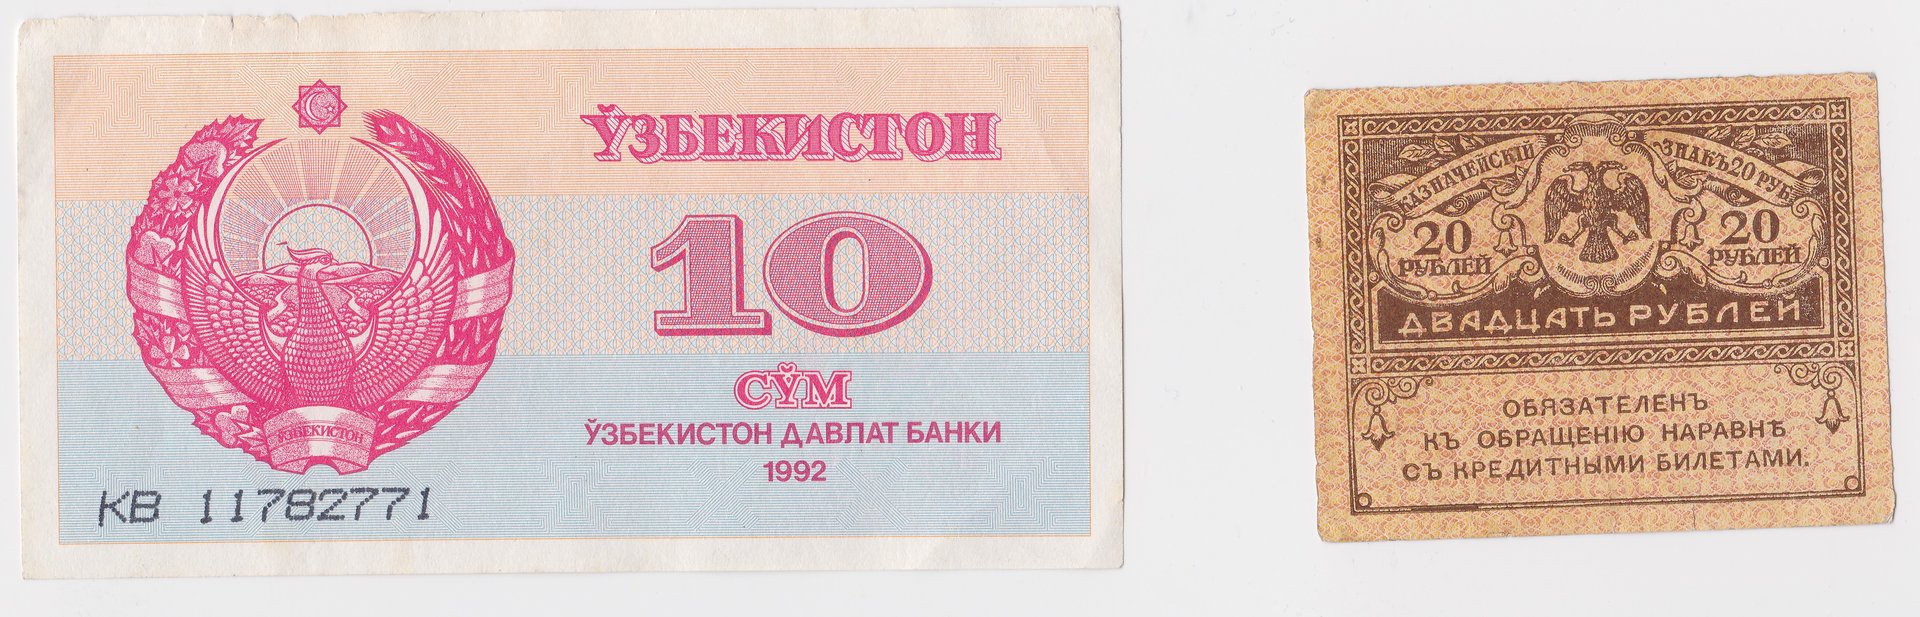 ЎЗБЕКИСТОН
10
СЎМ
ЎЗБЕКИСТОН ДАВЛАТ БАНКИ
1992
ЎЗБЕКИСТОН
КВ 11782771
КАЗНАЧЕЙСКІЙ ЗНАКЪ 20 РУБ.
20 РУБЛЕЙ
20 РУБЛЕЙ
ДВАДЦАТЬ РУБЛЕЙ
ОБЯЗАТЕЛЕНЪ
КЪ ОБРАЩЕНІЮ НАРАВНѢ
СЪ КРЕДИТНЫМИ БИЛЕТАМИ.